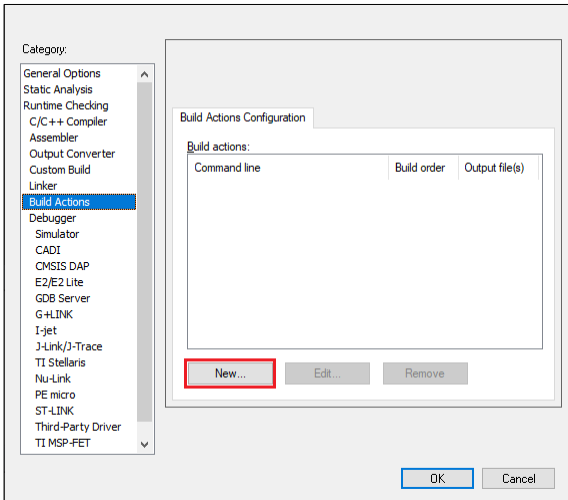 Category:
General Options
Static Analysis
Runtime Checking
C/C++ Compiler
Assembler
Output Converter
Custom Build
Linker
Build Actions
Debugger
Simulator
CADI
CMSIS DAP
E2/E2 Lite
GDB Server
G+LINK
I-jet
J-Link/J-Trace
TI Stellaris
Nu-Link
PE micro
ST-LINK
Third-Party Driver
TI MSP-FET
Build Actions Configuration
Build actions:
Command line Build order Output file(s)
New... Edit... Remove
OK Cancel